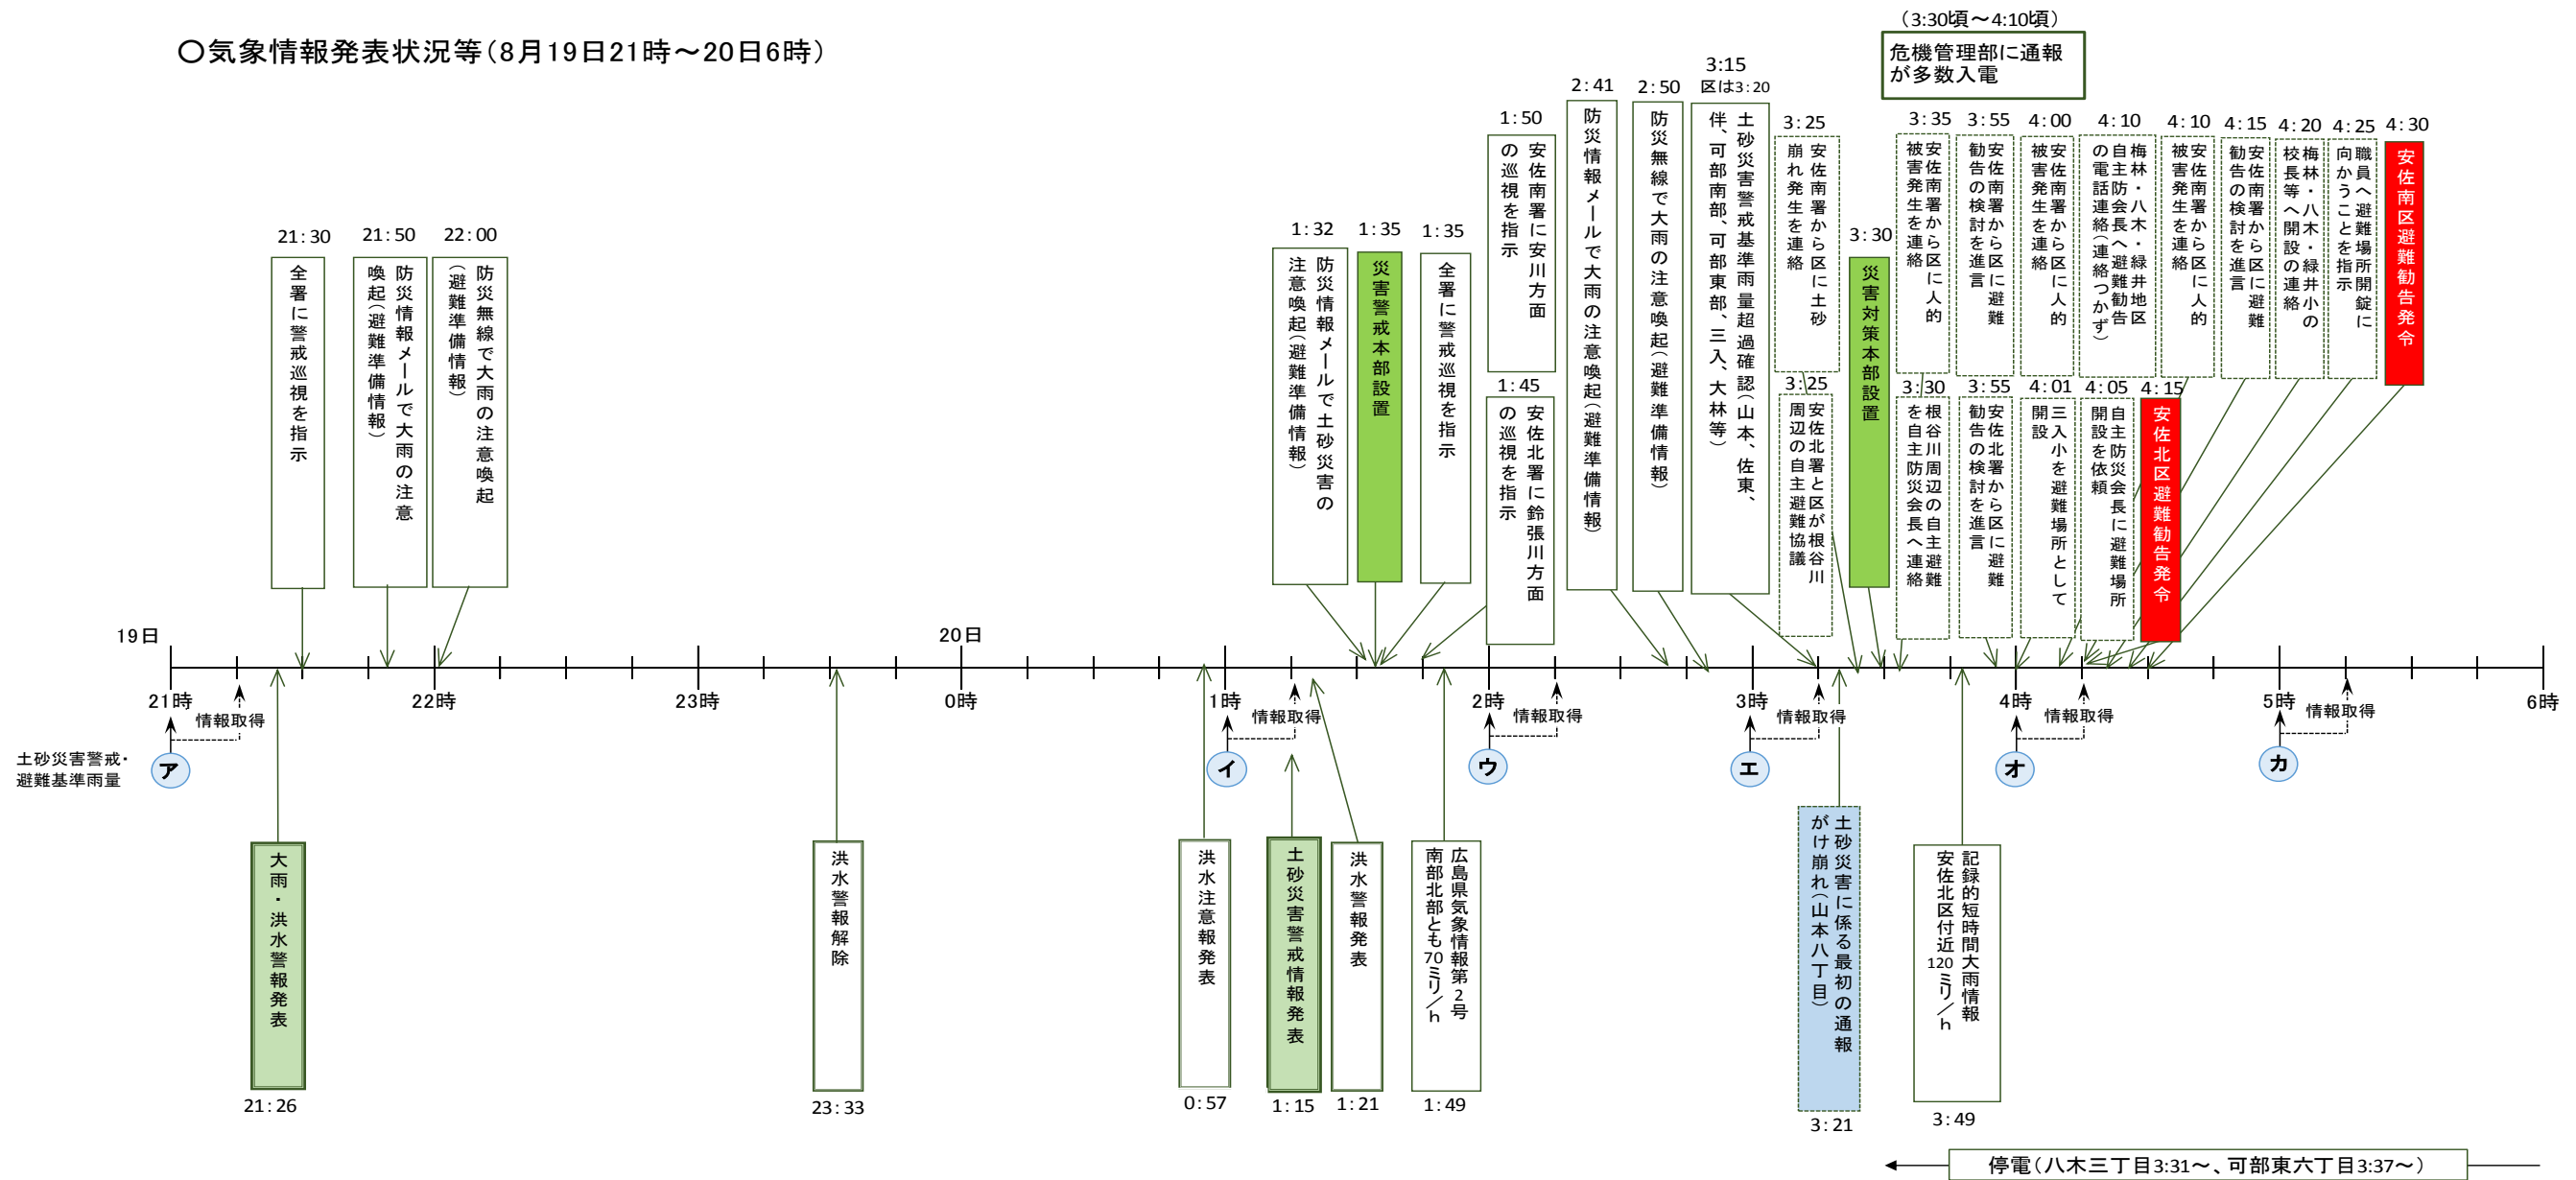 〇気象情報発表状況等(8月19日21時～20日6時)
(3:30頃～4:10頃)
危機管理部に通報
が多数入電
21:30
全署に警戒巡視を指示
21:50
防災情報メールで大雨の注意
喚起(避難準備情報)
22:00
防災無線で大雨の注意喚起
(避難準備情報)
1:32
防災情報メールで土砂災害の
注意喚起(避難準備情報)
1:35
災害警戒本部設置
1:35
全署に警戒巡視を指示
1:50
安佐南署に安川方面
の巡視を指示
1:45
安佐北署に鈴張川方面
の巡視を指示
2:41
防災情報メールで大雨の注意喚起(避難準備情報)
2:50
防災無線で大雨の注意喚起(避難準備情報)
3:15
区は3:20
土砂災害警戒基準雨量超過確認(山本、佐東、
伴、可部南部、可部東部、三入、大林等)
3:25
安佐南署から区に土砂
崩れ発生を連絡
3:25
安佐北署と区が根谷川
周辺の自主避難協議
3:30
災害対策本部設置
3:35
安佐南署から区に人的
被害発生を連絡
3:30
根谷川周辺の自主避難
を自主防災会長へ連絡
3:55
安佐南署から区に避難
勧告の検討を進言
3:55
安佐北署から区に避難
勧告の検討を進言
4:00
安佐南署から区に人的
被害発生を連絡
4:01
三入小を避難場所として
開設
4:10
梅林・八木・緑井地区
自主防会長へ避難勧告
の電話連絡(連絡つかず)
4:05
自主防災会長に避難場所
開設を依頼
4:10
安佐南署から区に人的
被害発生を連絡
4:15
安佐北区避難勧告発令
4:15
安佐南署から区に避難
勧告の検討を進言
4:20
梅林・八木・緑井小の
校長等へ開設の連絡
4:25
職員へ避難場所開錠に
向かうことを指示
4:30
安佐南区避難勧告発令
19日
20日
21時
22時
23時
0時
1時
2時
3時
4時
5時
6時
情報取得
情報取得
情報取得
情報取得
情報取得
情報取得
土砂災害警戒・
避難基準雨量
ア
イ
ウ
エ
オ
カ
大雨・洪水警報発表
21:26
洪水警報解除
23:33
洪水注意報発表
0:57
土砂災害警戒情報発表
1:15
洪水警報発表
1:21
広島県気象情報第2号
南部北部とも70ミリ/h
1:49
土砂災害に係る最初の通報
がけ崩れ(山本八丁目)
3:21
記録的短時間大雨情報
安佐北区付近120ミリ/h
3:49
停電(八木三丁目3:31～、可部東六丁目3:37～)